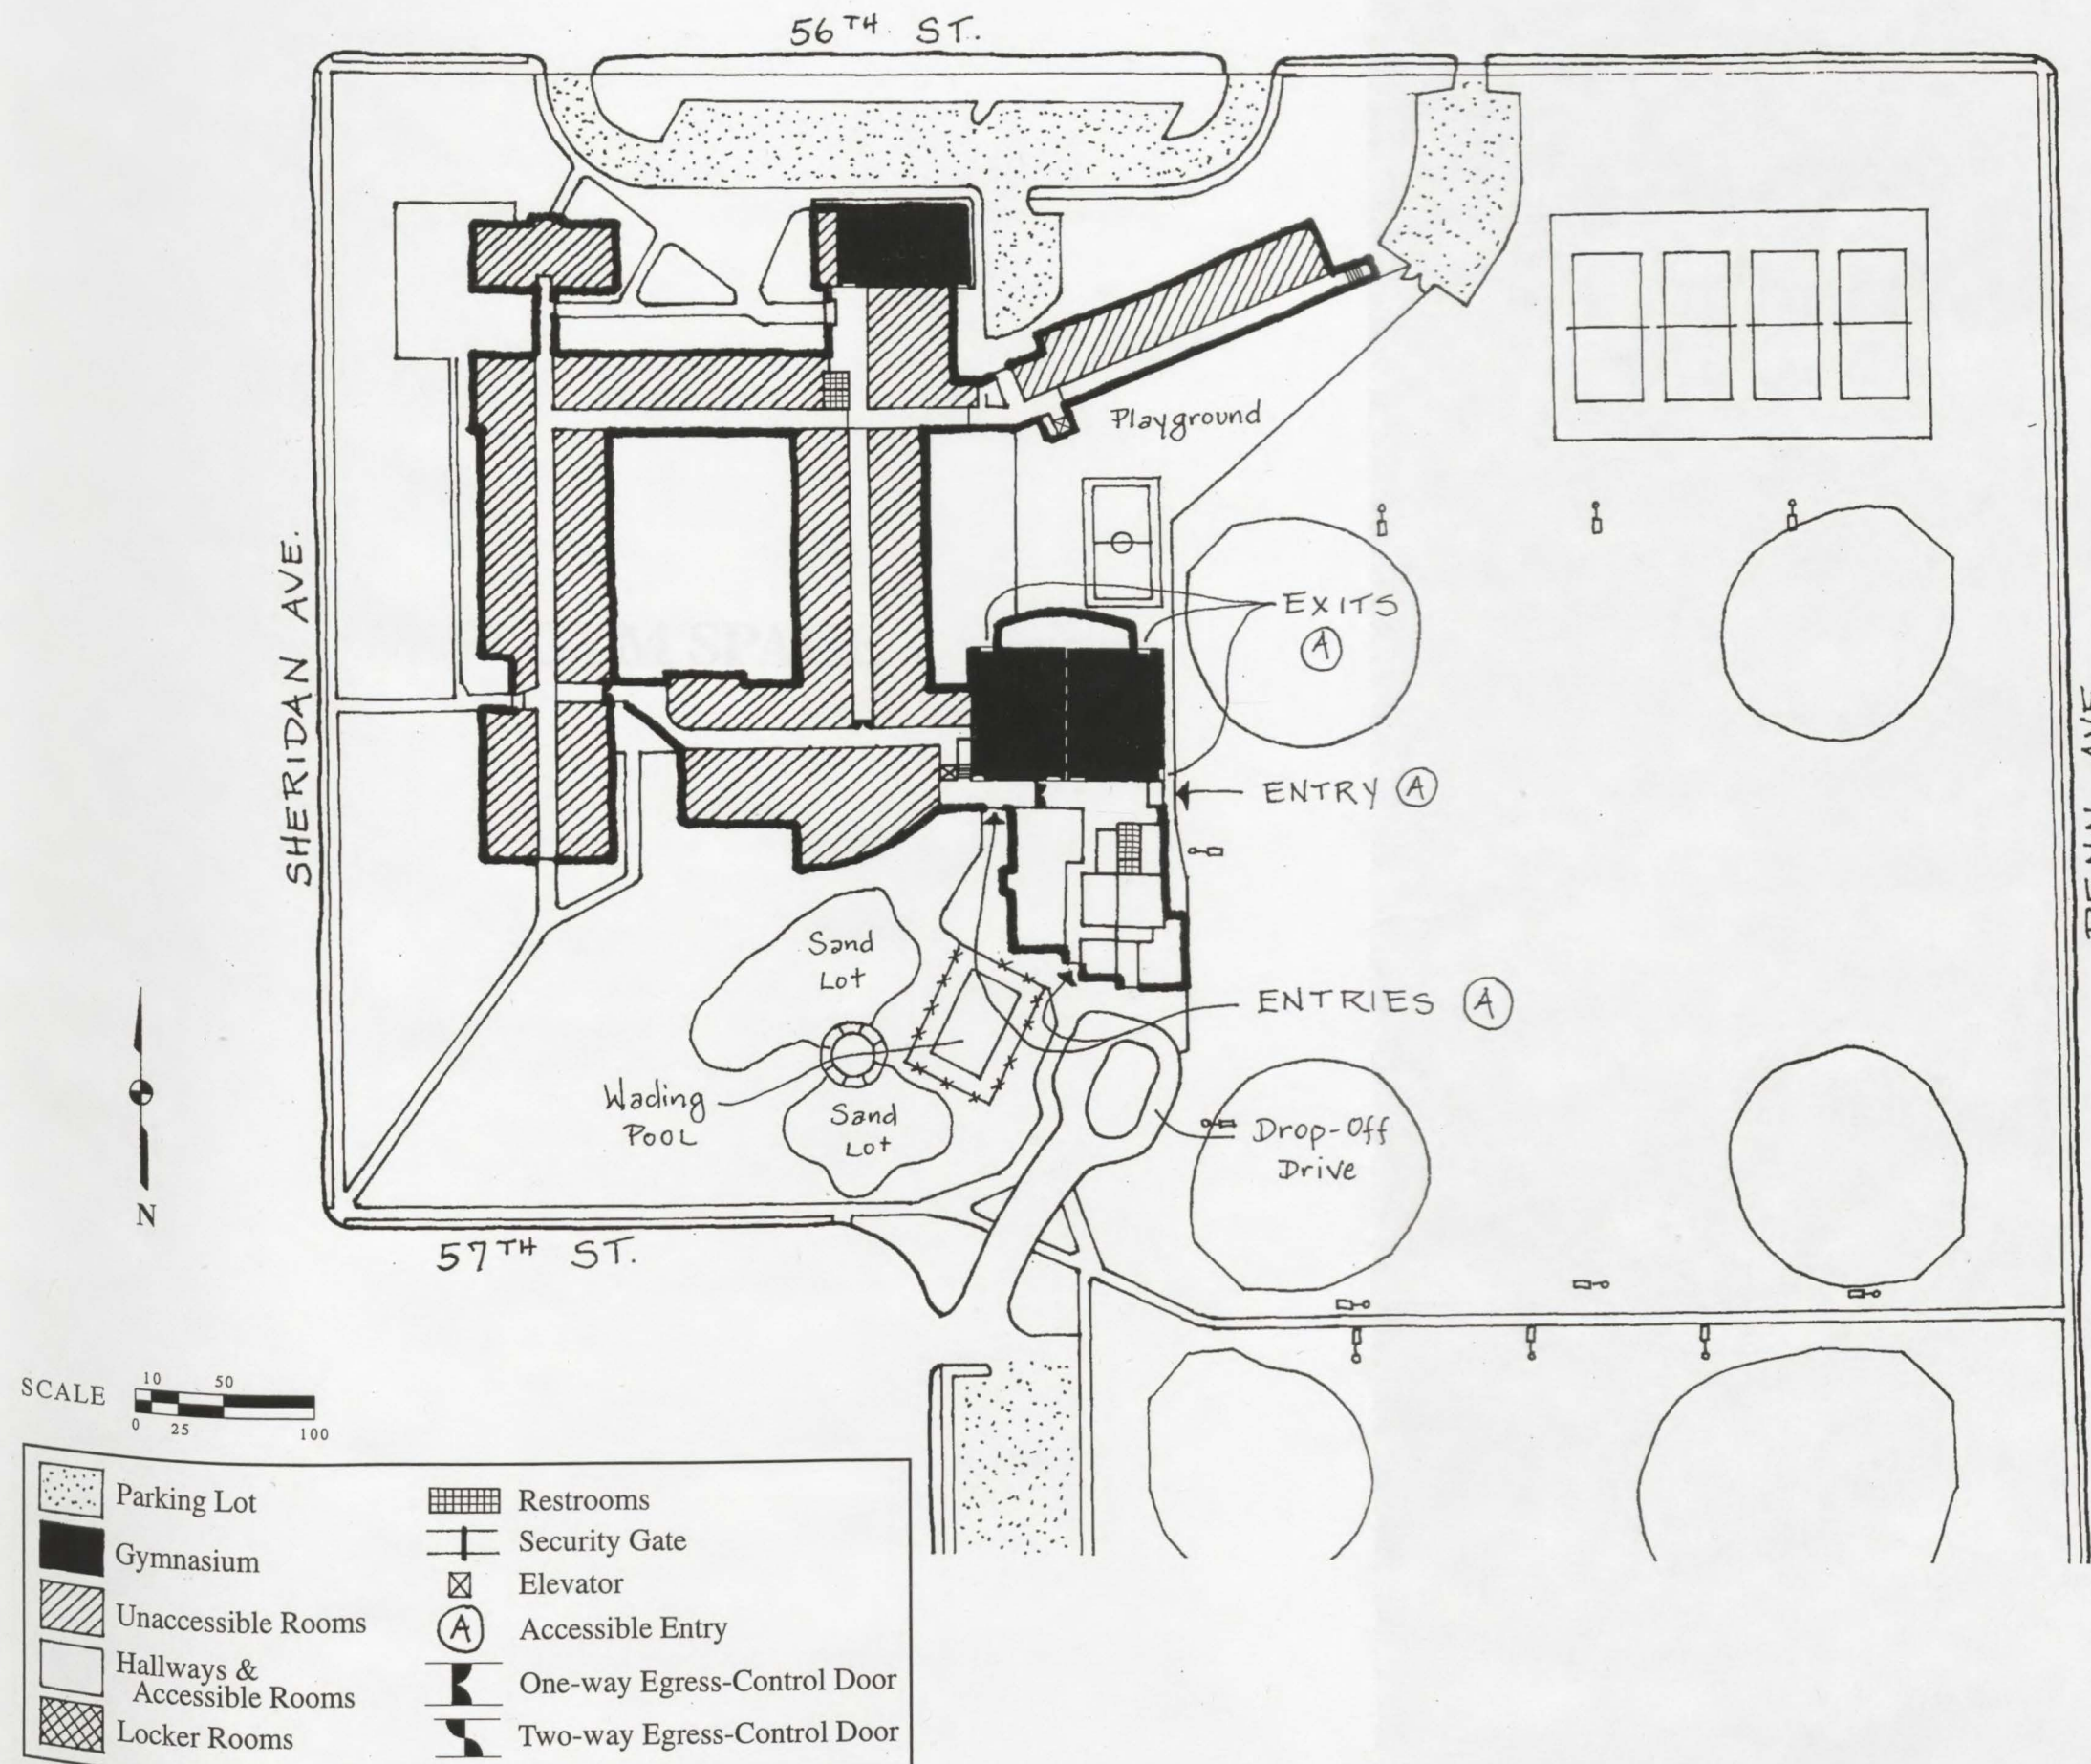 56TH ST.
Playground
SHERIDAN AVE.
EXITS
A
ENTRY A
Sand
Lot
ENTRIES A
Wading
POOL
Sand
Lot
Drop-Off
Drive
N
57TH ST.
SCALE
10 50
0 25 100
Parking Lot
Gymnasium
Unaccessible Rooms
Hallways &
Accessible Rooms
Locker Rooms
Restrooms
Security Gate
Elevator
A Accessible Entry
One-way Egress-Control Door
Two-way Egress-Control Door